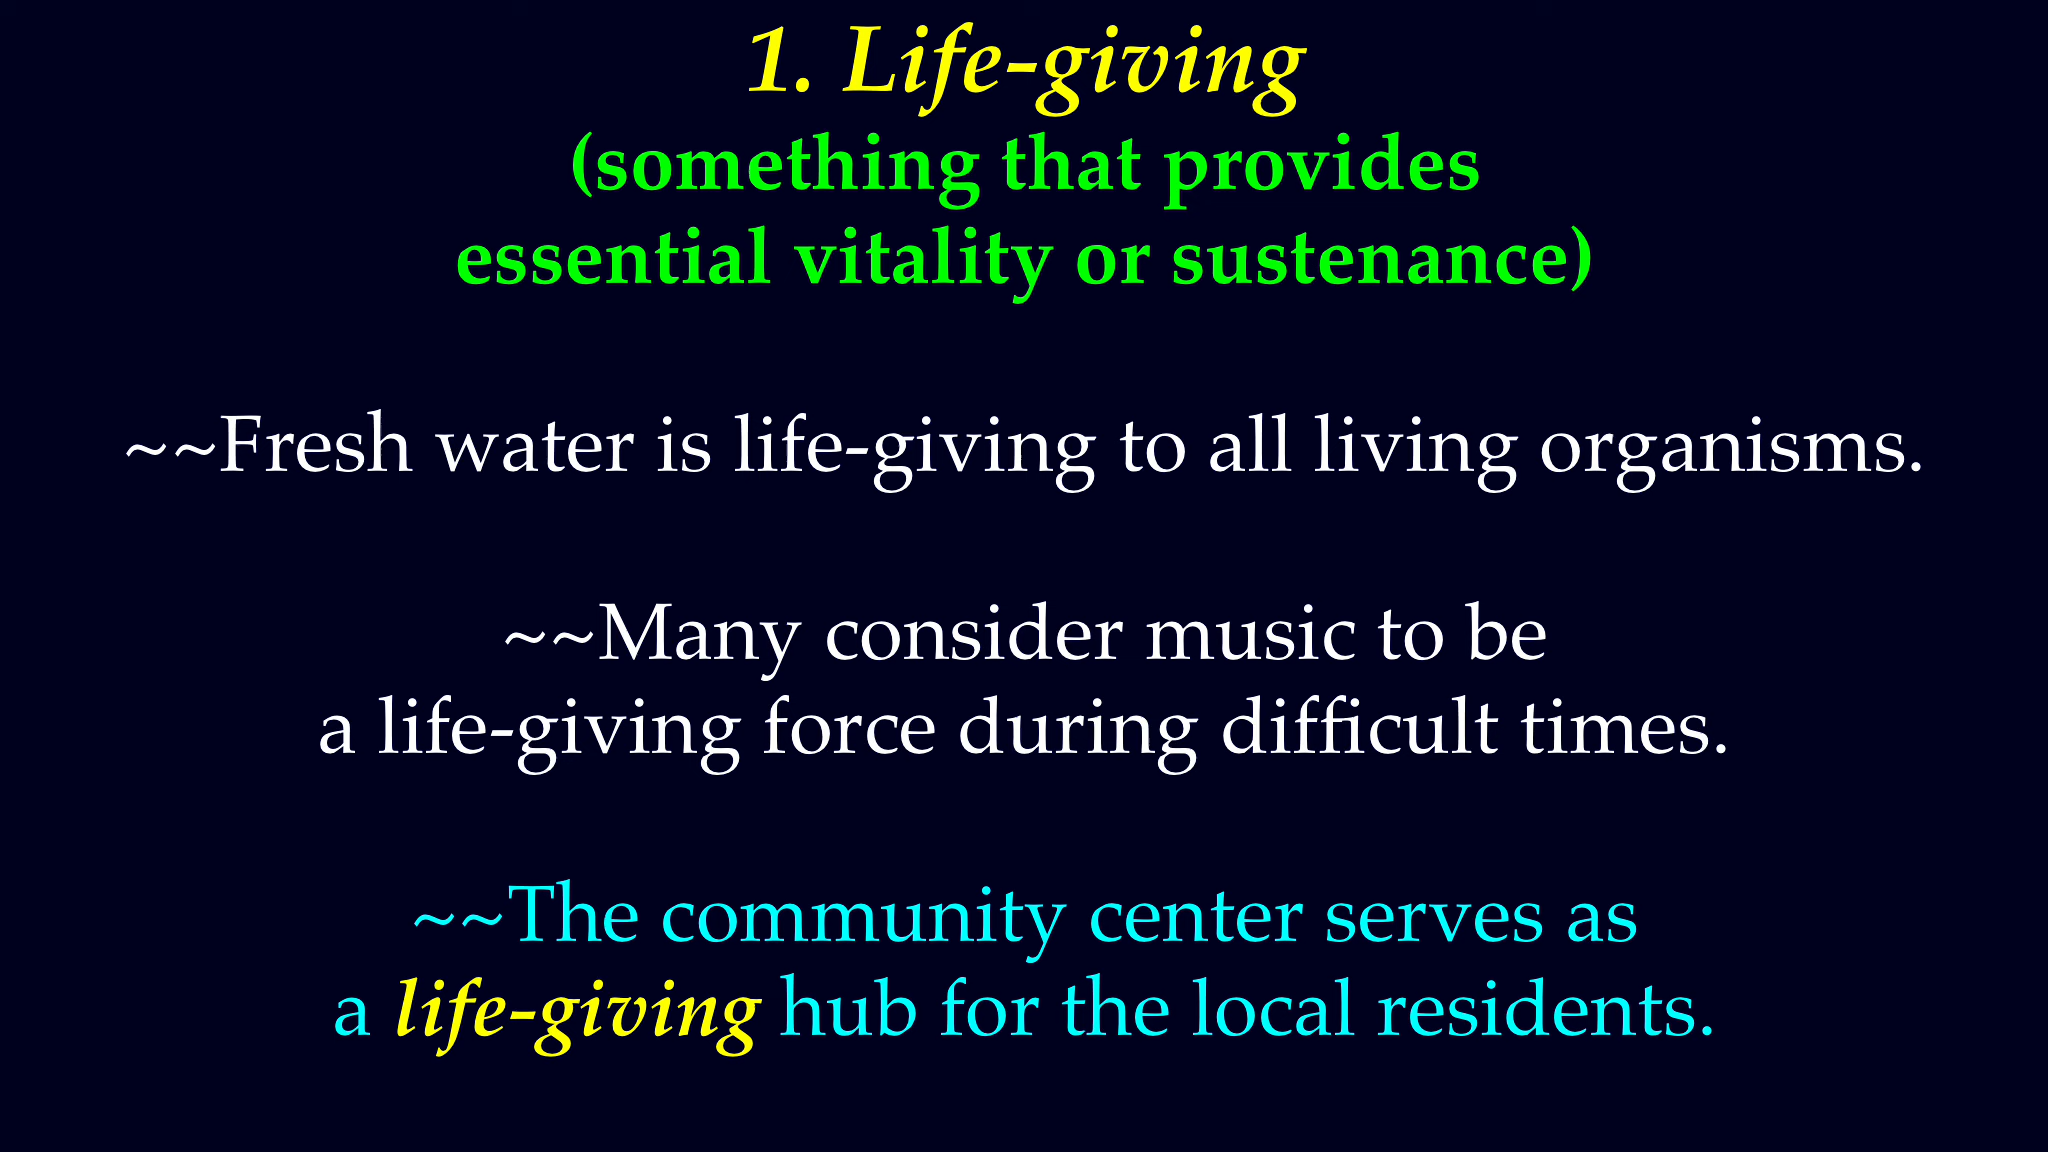 1. Life-giving
(something that provides
essential vitality or sustenance)
~~Fresh water is life-giving to all living organisms.
~~Many consider music to be
a life-giving force during difficult times.
~~The community center serves as
a life-giving hub for the local residents.